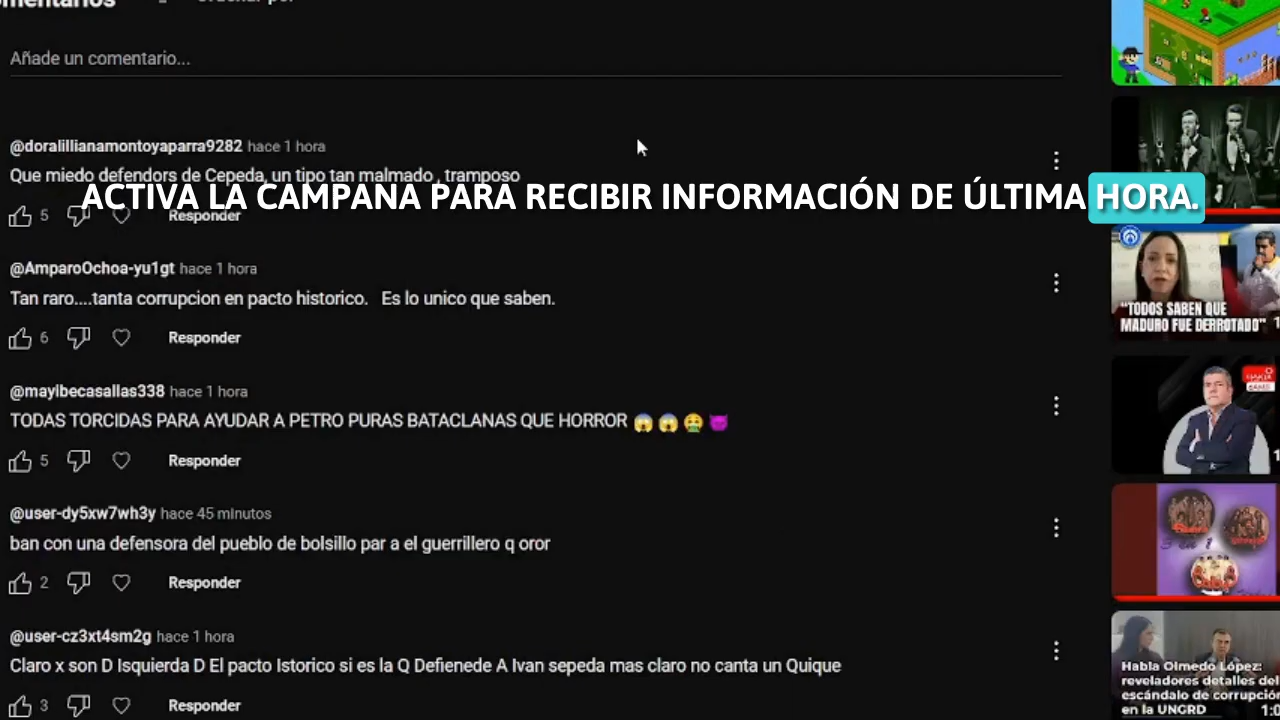 Añade un comentario...
@doralillianamontoyaparra9282 hace 1 hora
Que miedo defendors de Cepeda, un tipo tan malmado , tramposo
ACTIVA LA CAMPANA PARA RECIBIR INFORMACIÓN DE ÚLTIMA HORA.
5 Responder
@AmparoOchoa-yu1gt hace 1 hora
Tan raro....tanta corrupcion en pacto historico. Es lo unico que saben.
6 Responder
@maylbecasallas338 hace 1 hora
TODAS TORCIDAS PARA AYUDAR A PETRO PURAS BATACLANAS QUE HORROR 😱😱🤮😈
5 Responder
@user-dy5xw7wh3y hace 45 minutos
ban con una defensora del pueblo de bolsillo par a el guerrillero q oror
2 Responder
@user-cz3xt4sm2g hace 1 hora
Claro x son D Isquierda D El pacto Istorico si es la Q Defienede A Ivan sepeda mas claro no canta un Quique
3 Responder
"TODOS SABEN QUE
MADURO FUE DERROTADO"
Habla Olmedo López:
reveladores detalles del
escándalo de corrupción
en la UNGRD